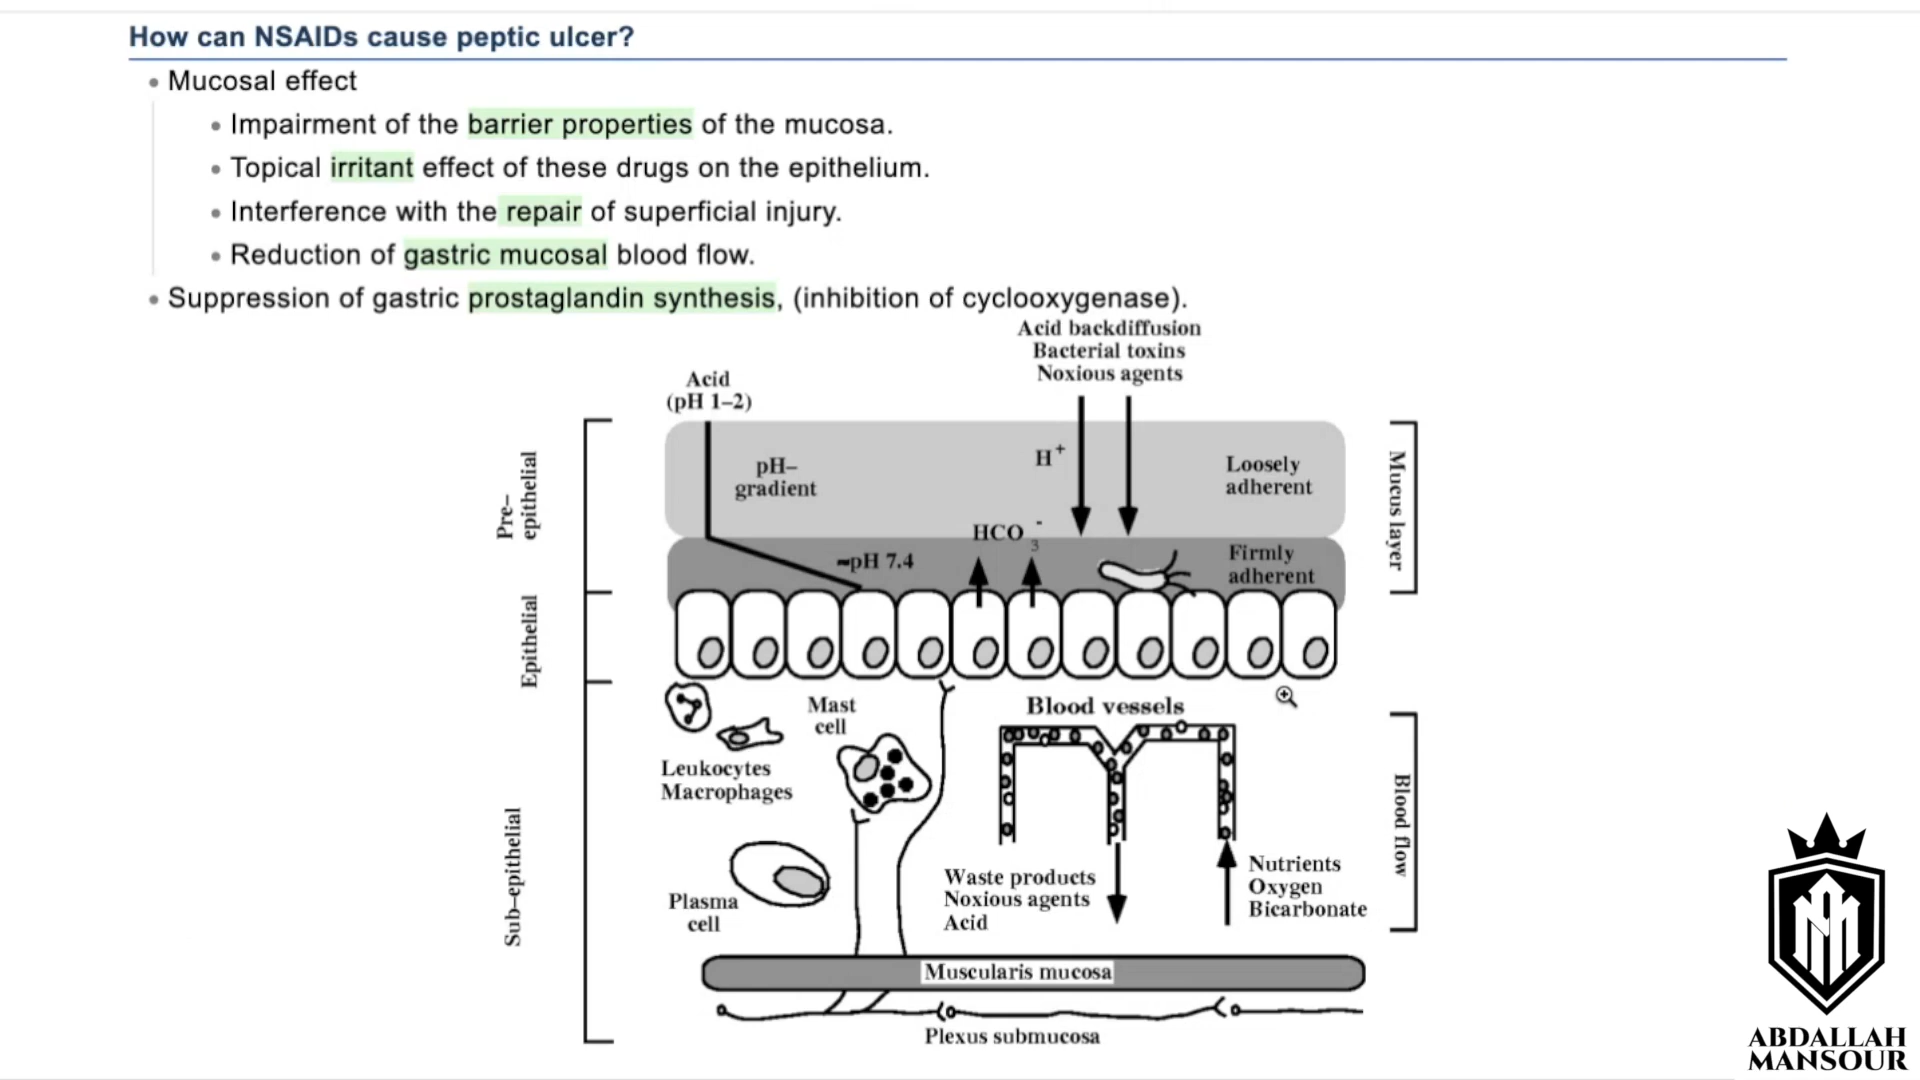 How can NSAIDs cause peptic ulcer?
Mucosal effect
Impairment of the barrier properties of the mucosa.
Topical irritant effect of these drugs on the epithelium.
Interference with the repair of superficial injury.
Reduction of gastric mucosal blood flow.
Suppression of gastric prostaglandin synthesis, (inhibition of cyclooxygenase).
Acid backdiffusion
Bacterial toxins
Noxious agents
Acid
(pH 1–2)
Pre–
epithelial
pH–
gradient
H+
Loosely
adherent
Mucus layer
HCO3-
~pH 7.4
Firmly
adherent
Epithelial
Mast
cell
Blood vessels
Leukocytes
Macrophages
Blood flow
Sub–epithelial
Plasma
cell
Waste products
Noxious agents
Acid
Nutrients
Oxygen
Bicarbonate
Muscularis mucosa
Plexus submucosa
ABDALLAH
MANSOUR